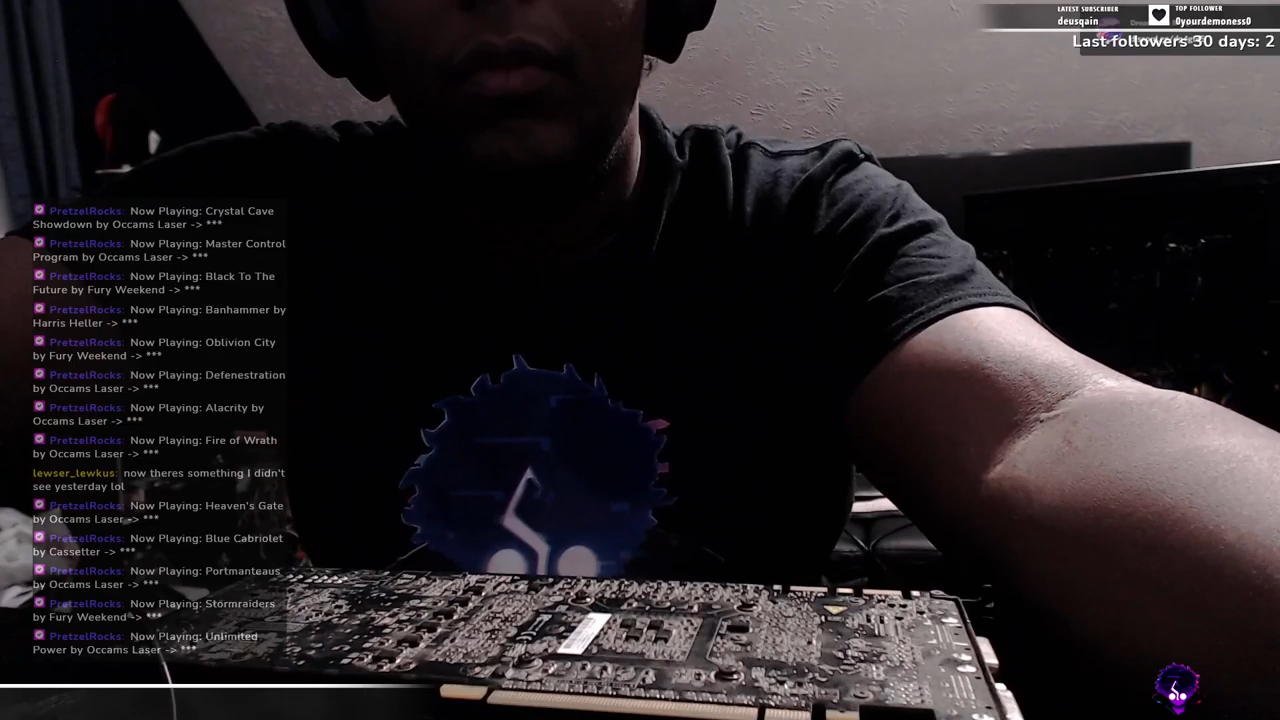 LATEST SUBSCRIBER
deusqain
TOP FOLLOWER
0yourdemoness0
Last followers 30 days: 2
PretzelRocks: Now Playing: Crystal Cave
Showdown by Occams Laser -> ***
PretzelRocks: Now Playing: Master Control
Program by Occams Laser -> ***
PretzelRocks: Now Playing: Black To The
Future by Fury Weekend -> ***
PretzelRocks: Now Playing: Banhammer by
Harris Heller -> ***
PretzelRocks: Now Playing: Oblivion City
by Fury Weekend -> ***
PretzelRocks: Now Playing: Defenestration
by Occams Laser -> ***
PretzelRocks: Now Playing: Alacrity by
Occams Laser -> ***
PretzelRocks: Now Playing: Fire of Wrath
by Occams Laser -> ***
lewser_lewkus: now theres something I didn't
see yesterday lol
PretzelRocks: Now Playing: Heaven's Gate
by Occams Laser -> ***
PretzelRocks: Now Playing: Blue Cabriolet
by Cassetter -> ***
PretzelRocks: Now Playing: Portmanteaus
by Occams Laser -> ***
PretzelRocks: Now Playing: Stormraiders
by Fury Weekend -> ***
PretzelRocks: Now Playing: Unlimited
Power by Occams Laser -> ***